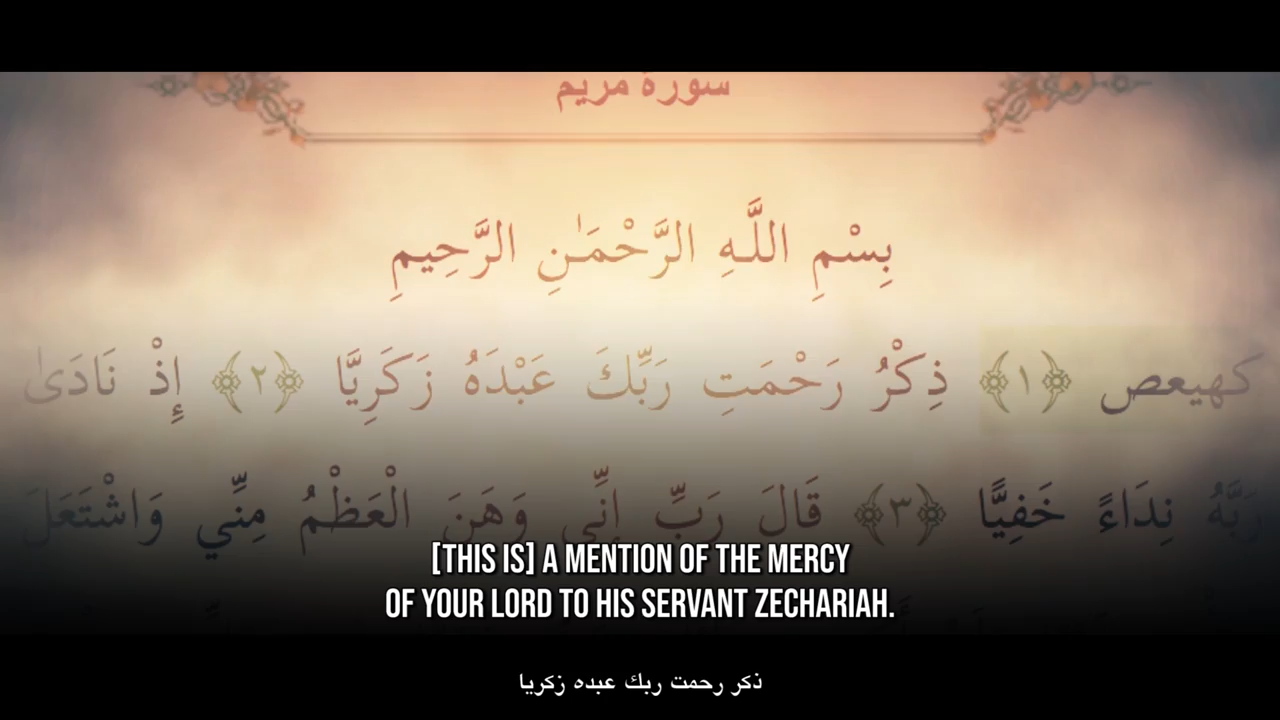 سورة مريم
بِسْمِ اللَّهِ الرَّحْمَٰنِ الرَّحِيمِ
كهيعص ﴿١﴾ ذِكْرُ رَحْمَتِ رَبِّكَ عَبْدَهُ زَكَرِيَّا ﴿٢﴾ إِذْ نَادَىٰ
رَبَّهُ نِدَاءً خَفِيًّا ﴿٣﴾ قَالَ رَبِّ إِنِّي وَهَنَ الْعَظْمُ مِنِّي وَاشْتَعَلَ
[THIS IS] A MENTION OF THE MERCY
OF YOUR LORD TO HIS SERVANT ZECHARIAH.
ذكر رحمت ربك عبده زكريا